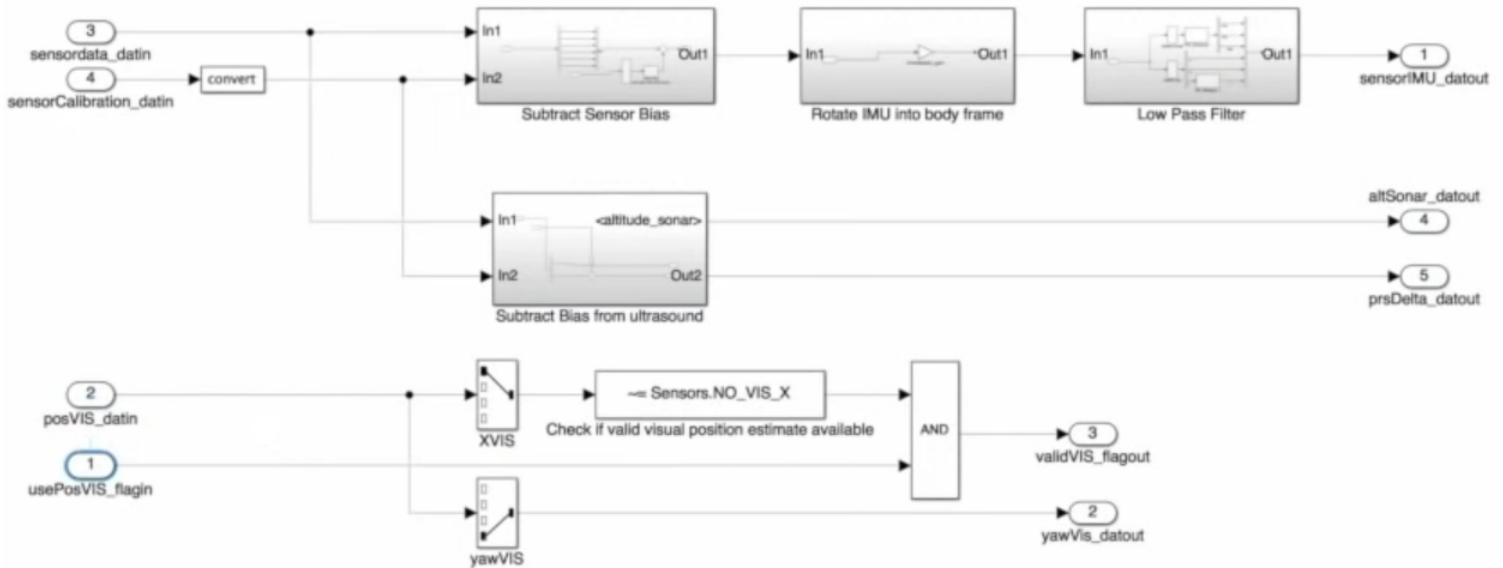 3
sensordata_datin
4
sensorCalibration_datin
convert
In1
In2
Out1
Subtract Sensor Bias
In1
Out1
Rotate IMU into body frame
In1
Out1
Low Pass Filter
1
sensorIMU_datout
In1
In2
<altitude_sonar>
Out2
Subtract Bias from ultrasound
altSonar_datout
4
5
prsDelta_datout
2
posVIS_datin
1
usePosVIS_flagin
XVIS
~= Sensors.NO_VIS_X
Check if valid visual position estimate available
AND
3
validVIS_flagout
yawVIS
2
yawVis_datout